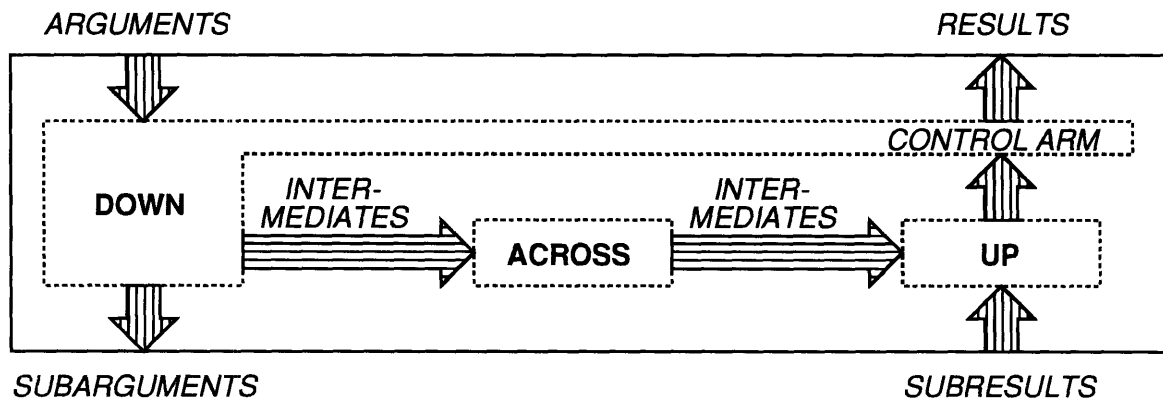 ARGUMENTS
RESULTS
CONTROL ARM
INTER-
MEDIATES
INTER-
MEDIATES
DOWN
ACROSS
UP
SUBARGUMENTS
SUBRESULTS